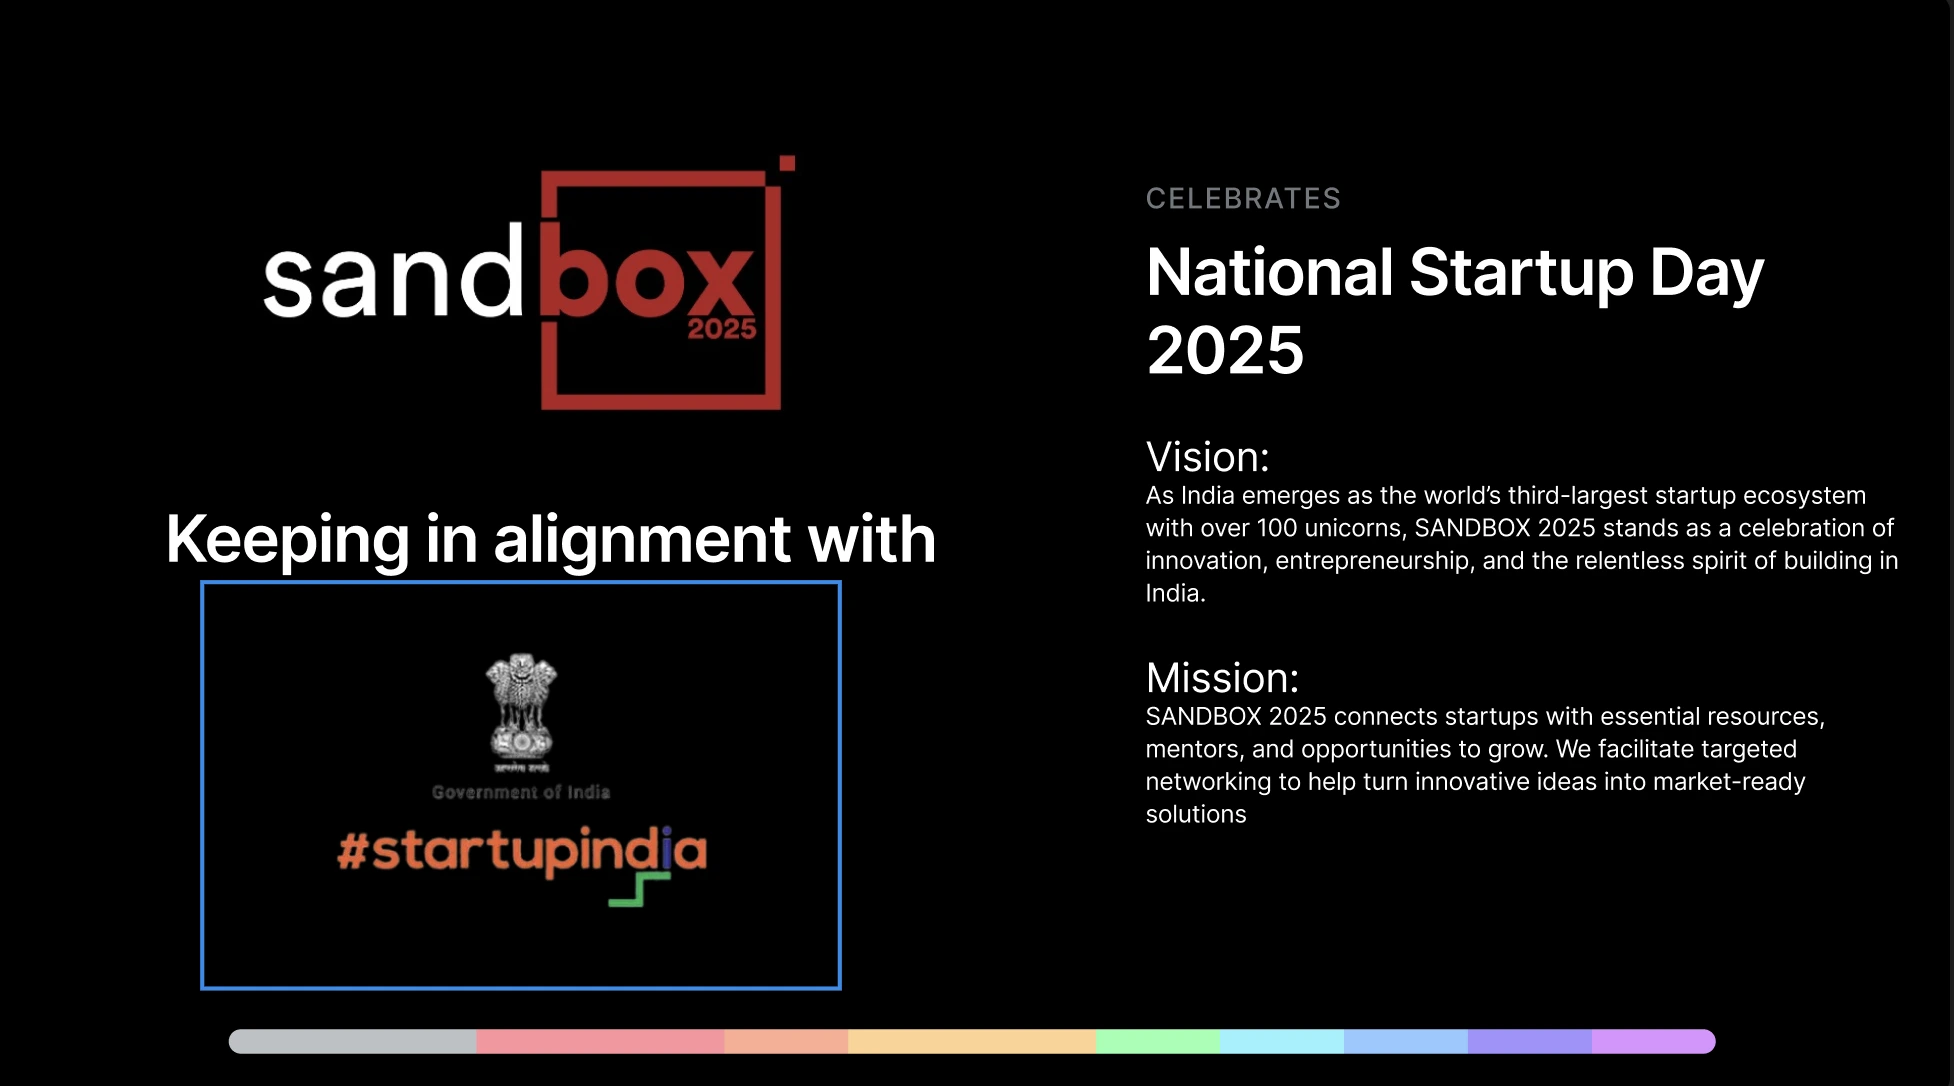 sandbox
2025
Keeping in alignment with
Government of India
#startupindia
CELEBRATES
National Startup Day
2025
Vision:
As India emerges as the world’s third-largest startup ecosystem
with over 100 unicorns, SANDBOX 2025 stands as a celebration of
innovation, entrepreneurship, and the relentless spirit of building in
India.
Mission:
SANDBOX 2025 connects startups with essential resources,
mentors, and opportunities to grow. We facilitate targeted
networking to help turn innovative ideas into market-ready
solutions